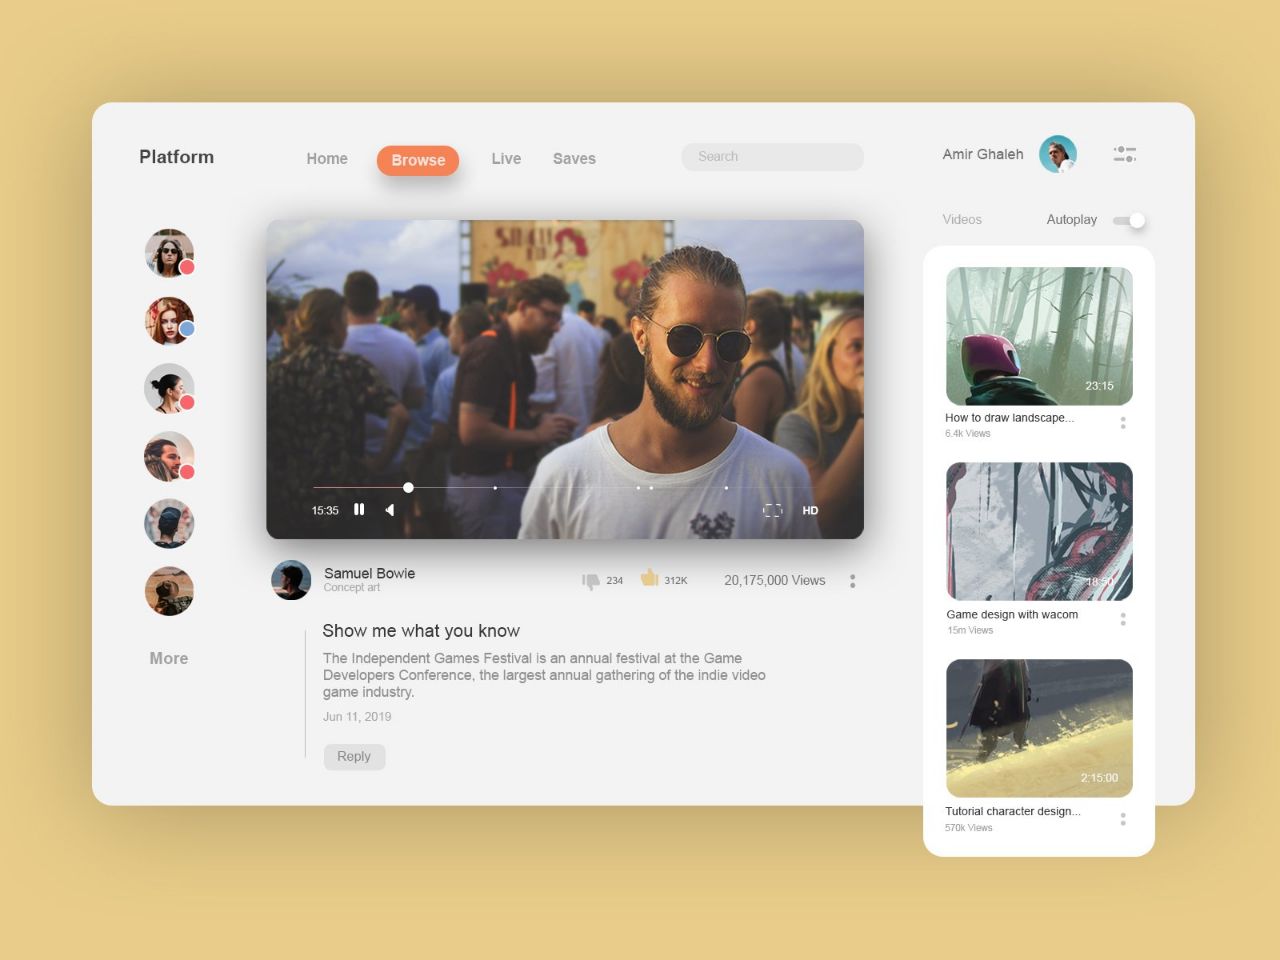 Platform
Home
Browse
Live
Saves
Search
Amir Ghaleh
Videos
Autoplay
15:35
HD
Samuel Bowie
Concept art
234
312K
20,175,000 Views
Show me what you know
The Independent Games Festival is an annual festival at the Game
Developers Conference, the largest annual gathering of the indie video
game industry.
Jun 11, 2019
Reply
More
23:15
How to draw landscape...
6.4k Views
18:50
Game design with wacom
15m Views
2:15:00
Tutorial character design...
570k Views